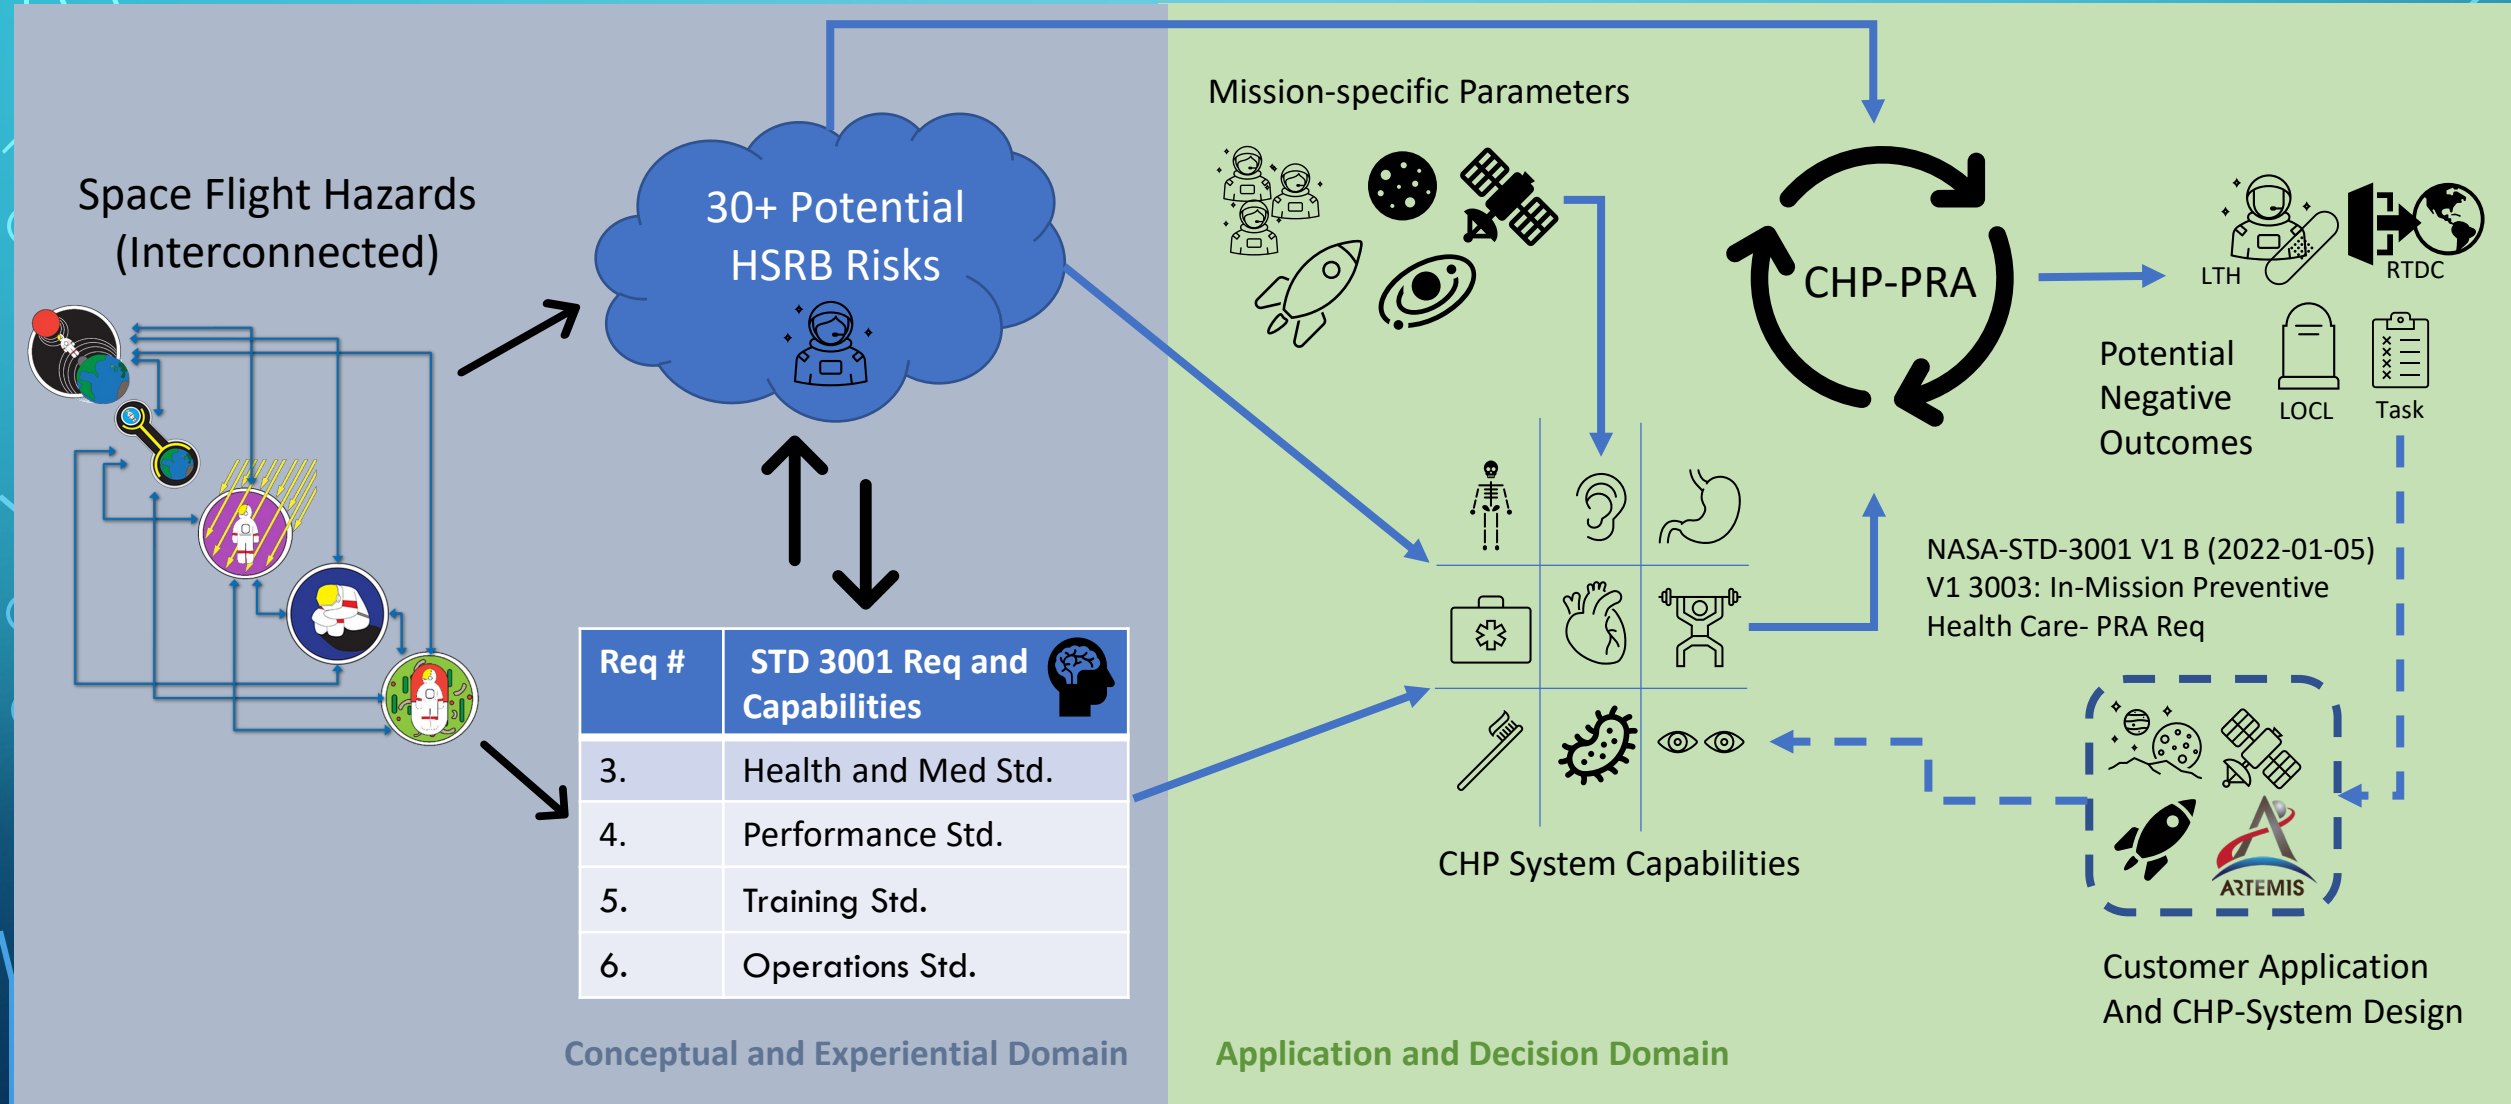 Space Flight Hazards
(Interconnected)
30+ Potential
HSRB Risks
Req #
STD 3001 Req and
Capabilities
3.
Health and Med Std.
4.
Performance Std.
5.
Training Std.
6.
Operations Std.
Conceptual and Experiential Domain
Mission-specific Parameters
CHP-PRA
LTH
RTDC
LOCL
Task
Potential
Negative
Outcomes
NASA-STD-3001 V1 B (2022-01-05)
V1 3003: In-Mission Preventive
Health Care- PRA Req
CHP System Capabilities
ARTEMIS
Customer Application
And CHP-System Design
Application and Decision Domain